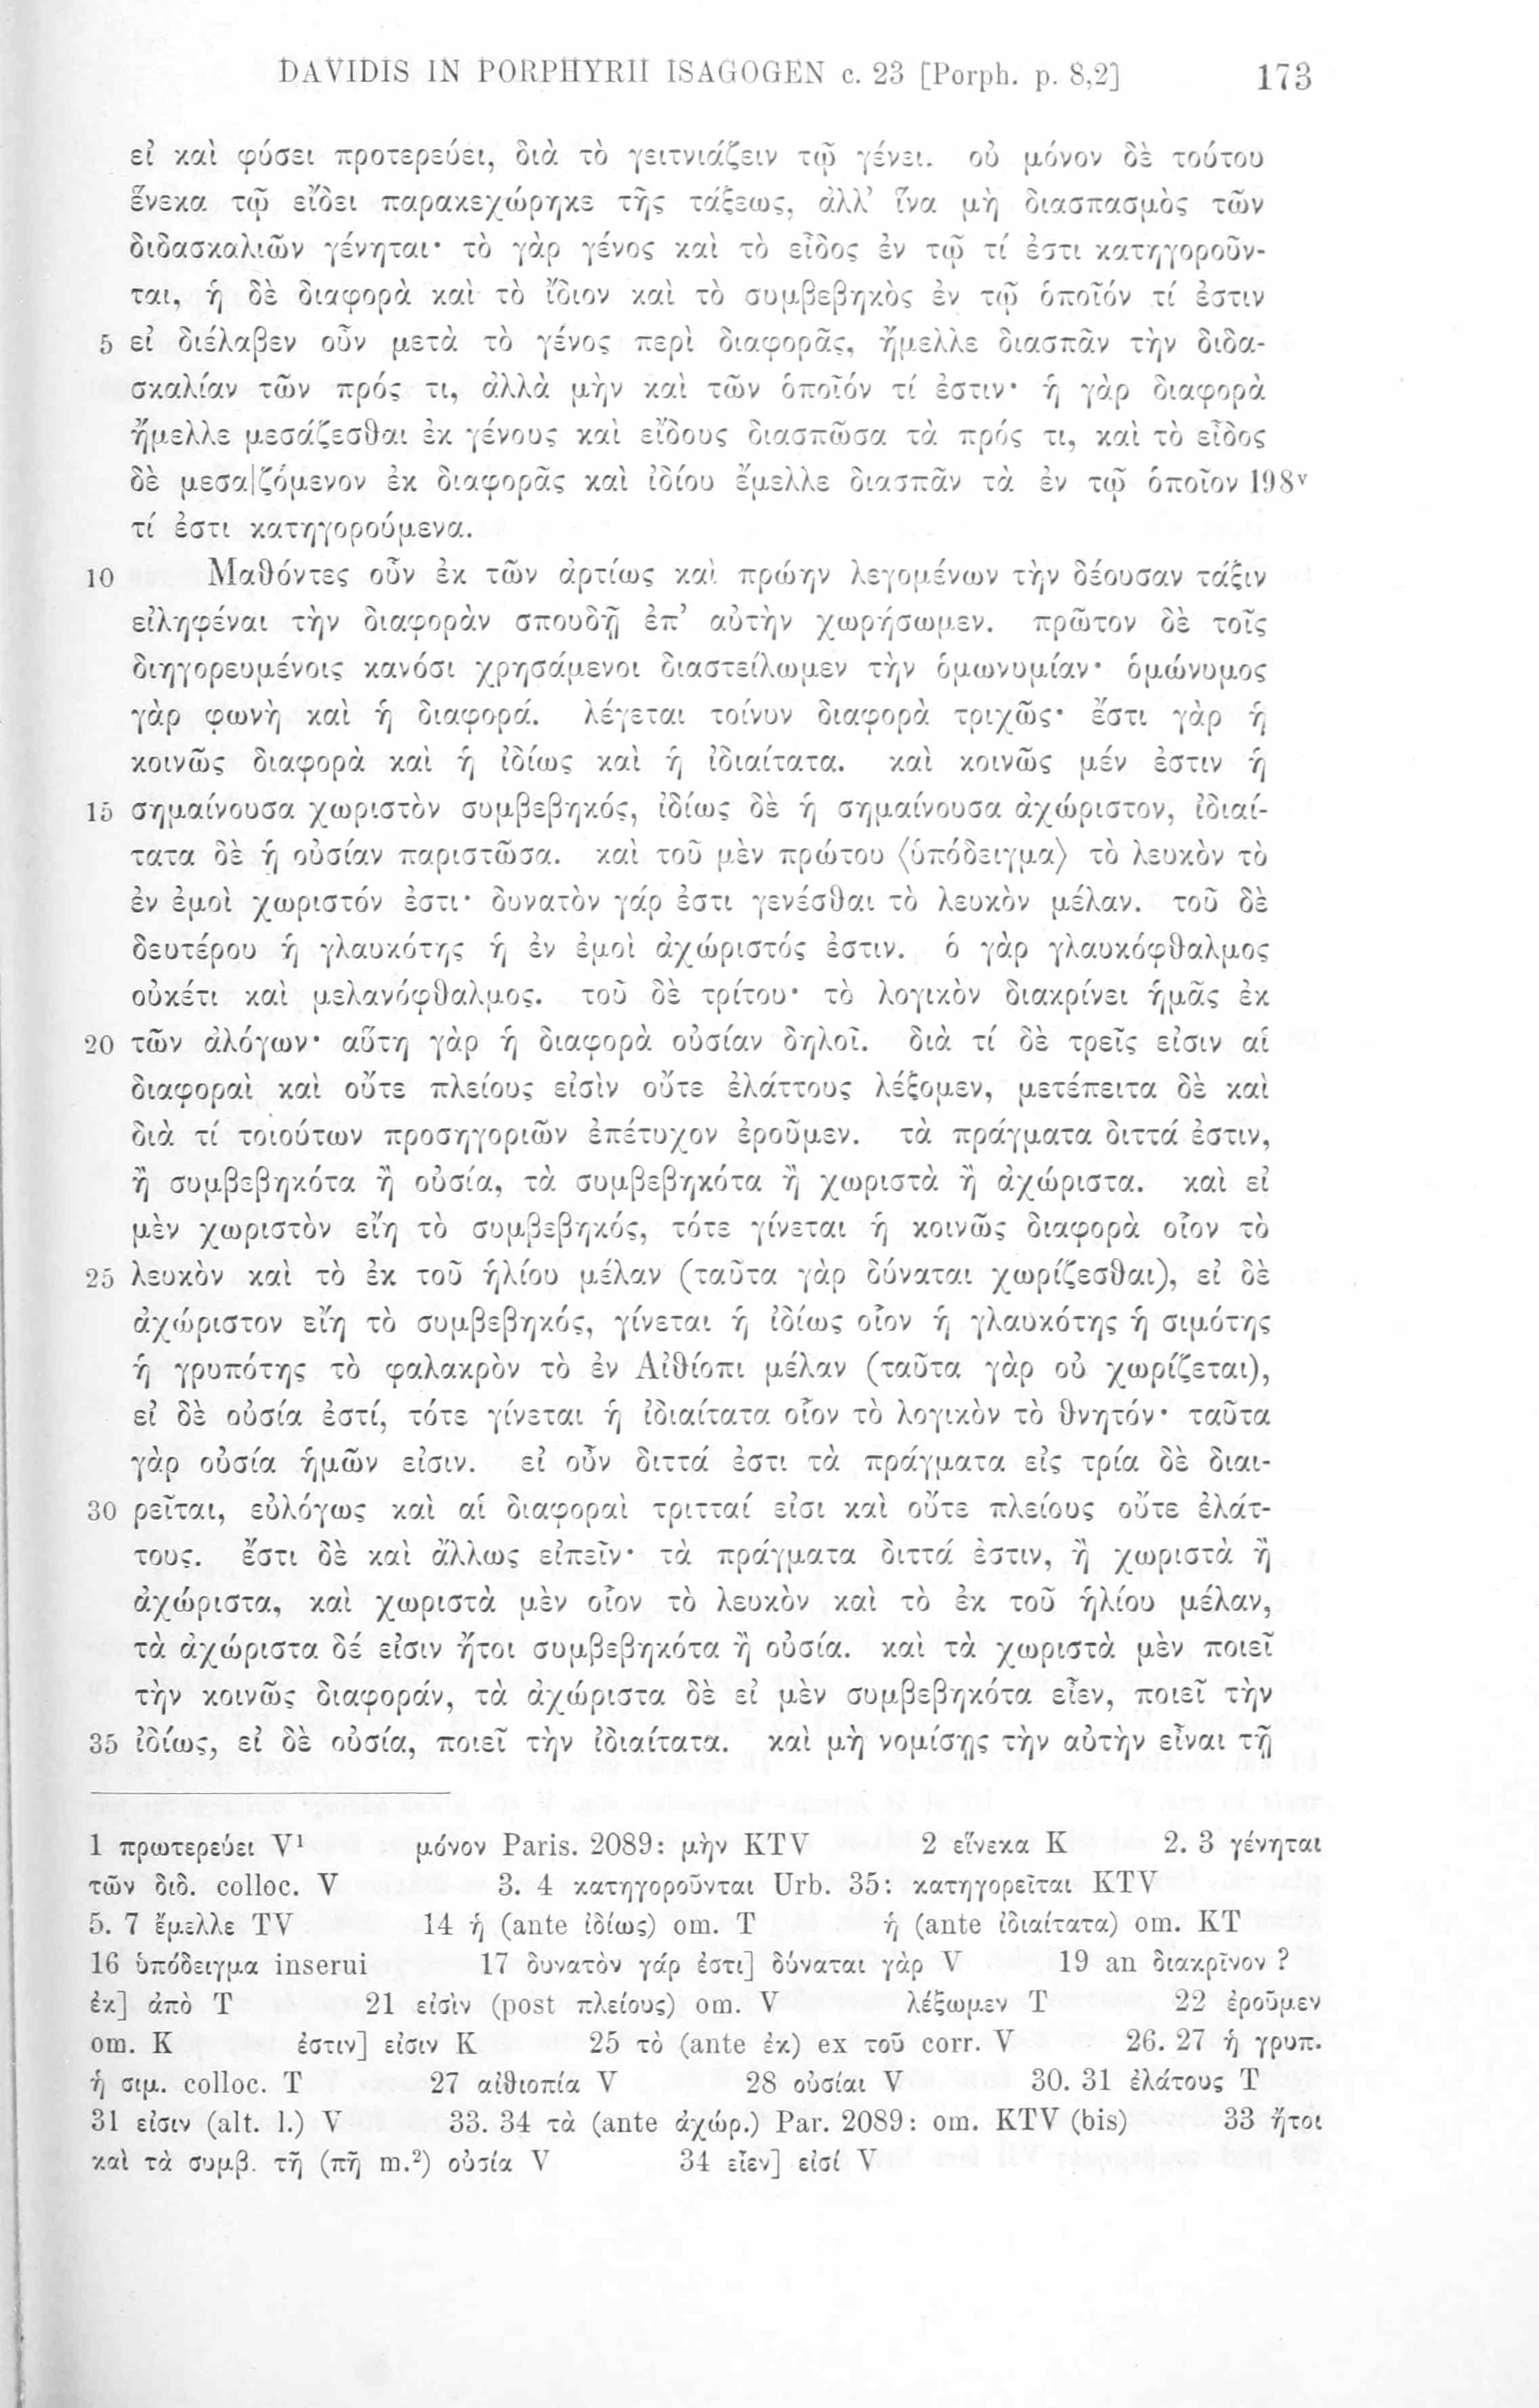 DAVIDIS IN PORPHYRII ISAGOGEN c. 23 [Porph. p. 8,2] 173
εἰ καὶ φύσει προτερεύει, διὰ τὸ γειτνιάζειν τῷ γένει. οὐ μόνον δὲ τούτου
ἕνεκα τῷ εἴδει παρακεχώρηκε τῆς τάξεως, ἀλλ’ ἵνα μὴ διασπασμὸς τῶν
διδασκαλιῶν γένηται· τὸ γὰρ γένος καὶ τὸ εἶδος ἐν τῷ τί ἐστι κατηγοροῦν-
ται, ἡ δὲ διαφορὰ καὶ τὸ ἴδιον καὶ τὸ συμβεβηκὸς ἐν τῷ ὁποῖόν τί ἐστιν
5 εἰ διέλαβεν οὖν μετὰ τὸ γένος περὶ διαφορᾶς, ἤμελλε διασπᾶν τὴν διδα-
σκαλίαν τῶν πρός τι, ἀλλὰ μὴν καὶ τῶν ὁποῖόν τί ἐστιν· ἡ γὰρ διαφορὰ
ἤμελλε μεσάζεσθαι ἐκ γένους καὶ εἴδους διασπῶσα τὰ πρός τι, καὶ τὸ εἶδος
δὲ μεσα|ζόμενον ἐκ διαφορᾶς καὶ ἰδίου ἔμελλε διασπᾶν τὰ ἐν τῷ ὁποῖον 198ᵛ
τί ἐστι κατηγορούμενα.
10 Μαθόντες οὖν ἐκ τῶν ἀρτίως καὶ πρώην λεγομένων τὴν δέουσαν τάξιν
εἰληφέναι τὴν διαφορὰν σπουδῇ ἐπ’ αὐτὴν χωρήσωμεν. πρῶτον δὲ τοῖς
διηγορευμένοις κανόσι χρησάμενοι διαστείλωμεν τὴν ὁμωνυμίαν· ὁμώνυμος
γὰρ φωνὴ καὶ ἡ διαφορά. λέγεται τοίνυν διαφορὰ τριχῶς· ἔστι γὰρ ἡ
κοινῶς διαφορὰ καὶ ἡ ἰδίως καὶ ἡ ἰδιαίτατα. καὶ κοινῶς μέν ἐστιν ἡ
15 σημαίνουσα χωριστὸν συμβεβηκός, ἰδίως δὲ ἡ σημαίνουσα ἀχώριστον, ἰδιαί-
τατα δὲ ἡ οὐσίαν παριστῶσα. καὶ τοῦ μὲν πρώτου ⟨ὑπόδειγμα⟩ τὸ λευκὸν τὸ
ἐν ἐμοὶ χωριστόν ἐστι· δυνατὸν γάρ ἐστι γενέσθαι τὸ λευκὸν μέλαν. τοῦ δὲ
δευτέρου ἡ γλαυκότης ἡ ἐν ἐμοὶ ἀχώριστός ἐστιν. ὁ γὰρ γλαυκόφθαλμος
οὐκέτι καὶ μελανόφθαλμος. τοῦ δὲ τρίτου· τὸ λογικὸν διακρίνει ἡμᾶς ἐκ
20 τῶν ἀλόγων· αὕτη γὰρ ἡ διαφορὰ οὐσίαν δηλοῖ. διὰ τί δὲ τρεῖς εἰσιν αἱ
διαφοραὶ καὶ οὔτε πλείους εἰσὶν οὔτε ἐλάττους λέξομεν, μετέπειτα δὲ καὶ
διὰ τί τοιούτων προσηγοριῶν ἐπέτυχον ἐροῦμεν. τὰ πράγματα διττά ἐστιν,
ἢ συμβεβηκότα ἢ οὐσία, τὰ συμβεβηκότα ἢ χωριστὰ ἢ ἀχώριστα. καὶ εἰ
μὲν χωριστὸν εἴη τὸ συμβεβηκός, τότε γίνεται ἡ κοινῶς διαφορὰ οἷον τὸ
25 λευκὸν καὶ τὸ ἐκ τοῦ ἡλίου μέλαν (ταῦτα γὰρ δύναται χωρίζεσθαι), εἰ δὲ
ἀχώριστον εἴη τὸ συμβεβηκός, γίνεται ἡ ἰδίως οἷον ἡ γλαυκότης ἡ σιμότης
ἡ γρυπότης τὸ φαλακρὸν τὸ ἐν Αἰθίοπι μέλαν (ταῦτα γὰρ οὐ χωρίζεται),
εἰ δὲ οὐσία ἐστί, τότε γίνεται ἡ ἰδιαίτατα οἷον τὸ λογικὸν τὸ θνητόν· ταῦτα
γὰρ οὐσία ἡμῶν εἰσιν. εἰ οὖν διττά ἐστι τὰ πράγματα εἰς τρία δὲ διαι-
30 ρεῖται, εὐλόγως καὶ αἱ διαφοραὶ τριτταί εἰσι καὶ οὔτε πλείους οὔτε ἐλάτ-
τους. ἔστι δὲ καὶ ἄλλως εἰπεῖν· τὰ πράγματα διττά ἐστιν, ἢ χωριστὰ ἢ
ἀχώριστα, καὶ χωριστὰ μὲν οἷον τὸ λευκὸν καὶ τὸ ἐκ τοῦ ἡλίου μέλαν,
τὰ ἀχώριστα δέ εἰσιν ἤτοι συμβεβηκότα ἢ οὐσία. καὶ τὰ χωριστὰ μὲν ποιεῖ
τὴν κοινῶς διαφοράν, τὰ ἀχώριστα δὲ εἰ μὲν συμβεβηκότα εἶεν, ποιεῖ τὴν
35 ἰδίως, εἰ δὲ οὐσία, ποιεῖ τὴν ἰδιαίτατα. καὶ μὴ νομίσῃς τὴν αὐτὴν εἶναι τῇ
1 πρωτερεύει V¹ μόνον Paris. 2089: μὴν KTV 2 εἵνεκα K 2. 3 γένηται
τῶν διδ. colloc. V 3. 4 κατηγοροῦνται Urb. 35: κατηγορεῖται KTV
5. 7 ἔμελλε TV 14 ἡ (ante ἰδίως) om. T ἡ (ante ἰδιαίτατα) om. KT
16 ὑπόδειγμα inserui 17 δυνατὸν γάρ ἐστι] δύναται γὰρ V 19 an διακρῖνον ?
ἐκ] ἀπὸ T 21 εἰσὶν (post πλείους) om. V λέξωμεν T 22 ἐροῦμεν
om. K ἐστιν] εἰσιν K 25 τὸ (ante ἐκ) ex τοῦ corr. V 26. 27 ἡ γρυπ.
ἡ σιμ. colloc. T 27 αἰθιοπία V 28 οὐσίαι V 30. 31 ἐλάτους T
31 εἰσιν (alt. l.) V 33. 34 τὰ (ante ἀχώρ.) Par. 2089: om. KTV (bis) 33 ἤτοι
καὶ τὰ συμβ. τῆ (πῆ m.²) οὐσία V 34 εἶεν] εἰσί V